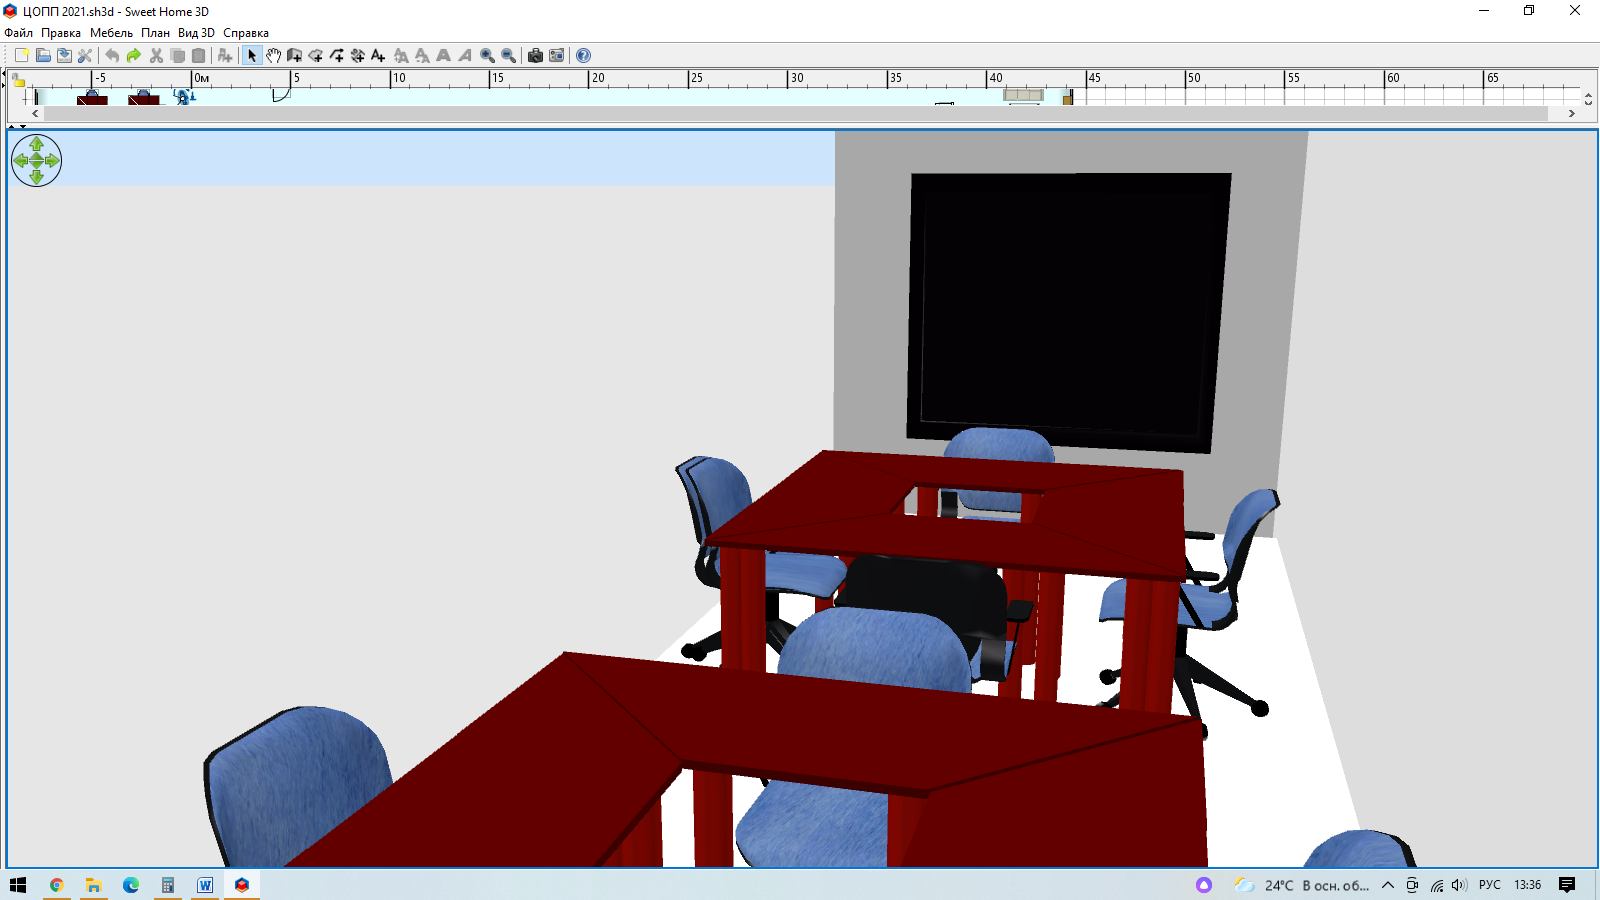 ЦОПП 2021.sh3d - Sweet Home 3D
Файл Правка Мебель План Вид 3D Справка
-5 0м 5 10 15 20 25 30 35 40 45 50 55 60 65
24°C В осн. об... РУС 13:36